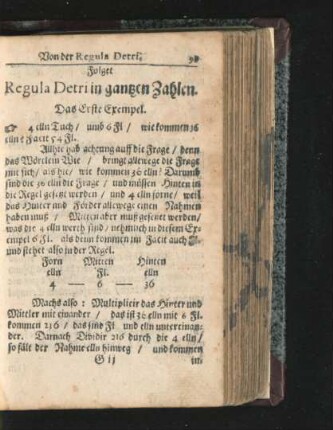 Von der Regula Detri.
Folget
Regula Detri in gantzen Zahlen.
Das Erste Exempel.
4 elln Tuch / umb 6 Fl / wie kommen 36
elln? Facit 54 Fl.
Allhie hab achtung auff die Frage / denn
das Wörtlein Wie / bringt allewege die Frage
mit sich / als hie / wie kommen 36 elln / Darumb
sind die 36 elln die Frage / und müssen Hinten in
die Regel gesetzt werden / und 4 elln forne / weil
das Hinter und Förder allewege einen Nahmen
haben muß / Mitten aber muß gesetzt werden /
was die 4 elln werth sind / nehmlich in diesem Ex-
empel 6 Fl. als denn kommen im Facit auch Fl.
und stehet also in der Regel.
Forn Mitten Hinten
elln Fl. elln
4 — 6 — 36
Machs also : Multiplicir das Hinter und
Mittler mit einander / das ist 36 elln mit 6 Fl.
kommen 216 / das sind Fl und elln untereinan-
der. Darnach Dividir 216 durch die 4 elln /
so fält der Nahme elln hinweg / und kommen
G ij im